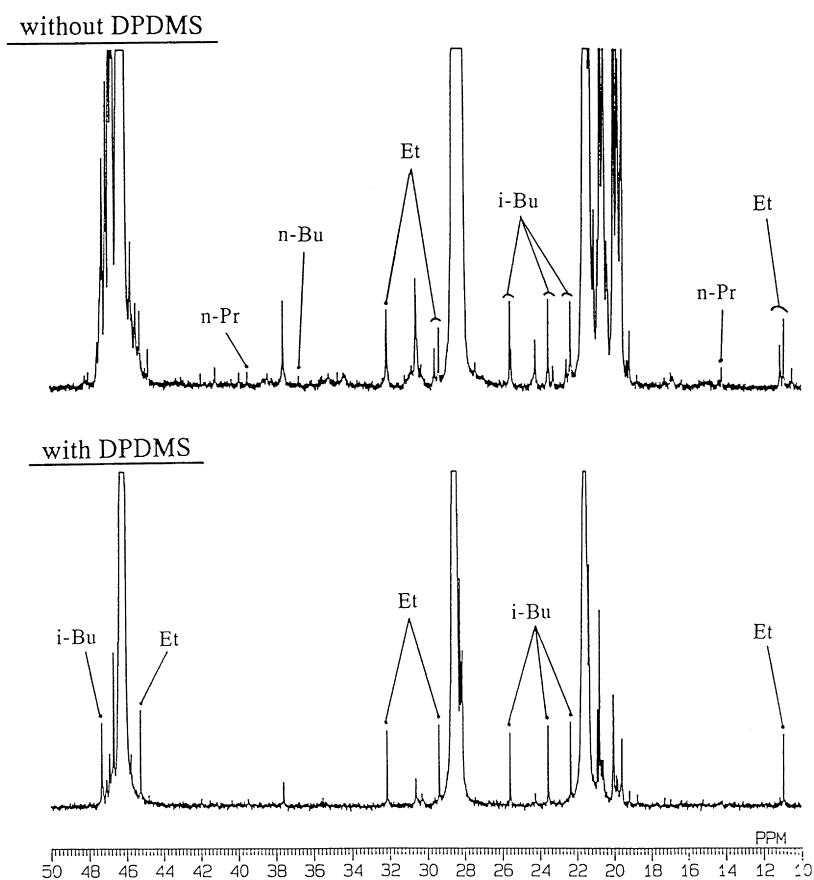 without DPDMS
Et
i-Bu
Et
n-Bu
n-Pr
n-Pr
with DPDMS
Et
i-Bu
Et
i-Bu
Et
PPM
50 48 46 44 42 40 38 36 34 32 30 28 26 24 22 20 18 16 14 12 10